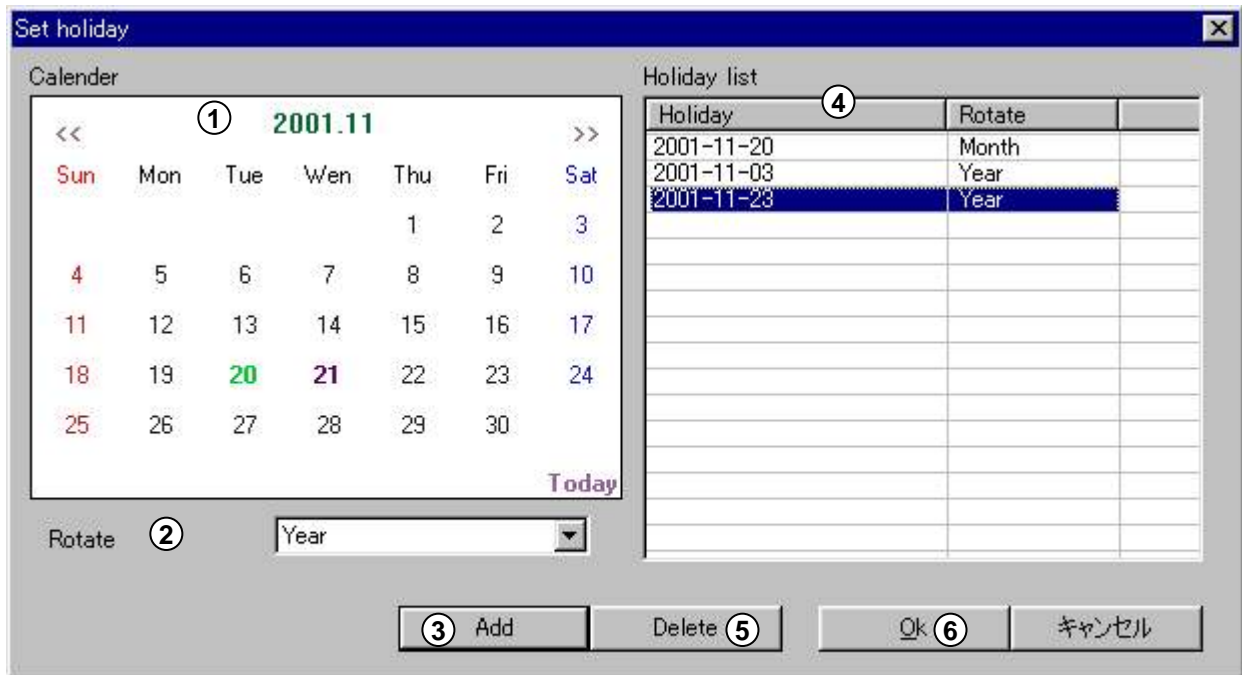 Set holiday
Calender
① << 2001.11 >>
Sun Mon Tue Wen Thu Fri Sat
1 2 3
4 5 6 7 8 9 10
11 12 13 14 15 16 17
18 19 20 21 22 23 24
25 26 27 28 29 30
Today
Rotate ② Year
Holiday list
④
Holiday Rotate
2001-11-20 Month
2001-11-03 Year
2001-11-23 Year
③ Add Delete ⑤ Ok ⑥ キャンセル